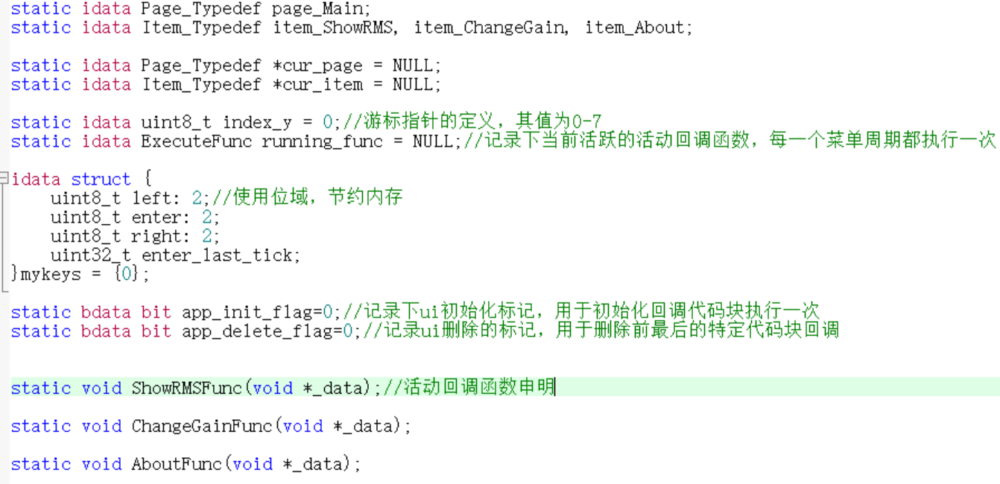 static idata Page_Typedef page_Main;
static idata Item_Typedef item_ShowRMS, item_ChangeGain, item_About;
static idata Page_Typedef *cur_page = NULL;
static idata Item_Typedef *cur_item = NULL;
static idata uint8_t index_y = 0;//游标指针的定义，其值为0-7
static idata ExecuteFunc running_func = NULL;//记录下当前活跃的活动回调函数，每一个菜单周期都执行一次
idata struct {
    uint8_t left: 2;//使用位域，节约内存
    uint8_t enter: 2;
    uint8_t right: 2;
    uint32_t enter_last_tick;
}mykeys = {0};
static bdata bit app_init_flag=0;//记录下ui初始化标记，用于初始化回调代码块执行一次
static bdata bit app_delete_flag=0;//记录ui删除的标记，用于删除前最后的特定代码块回调
static void ShowRMSFunc(void *_data);//活动回调函数申明
static void ChangeGainFunc(void *_data);
static void AboutFunc(void *_data);